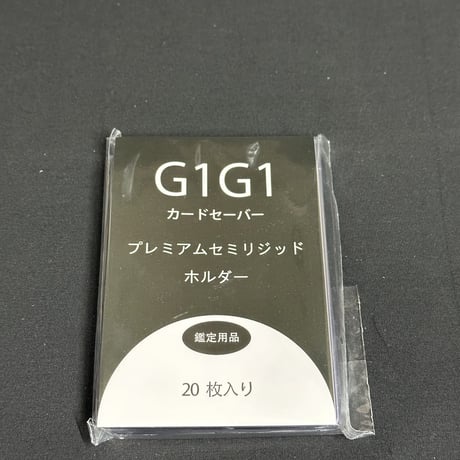 G1G1
カードセーバー
プレミアムセミリジッド
ホルダー
鑑定用品
20 枚入り